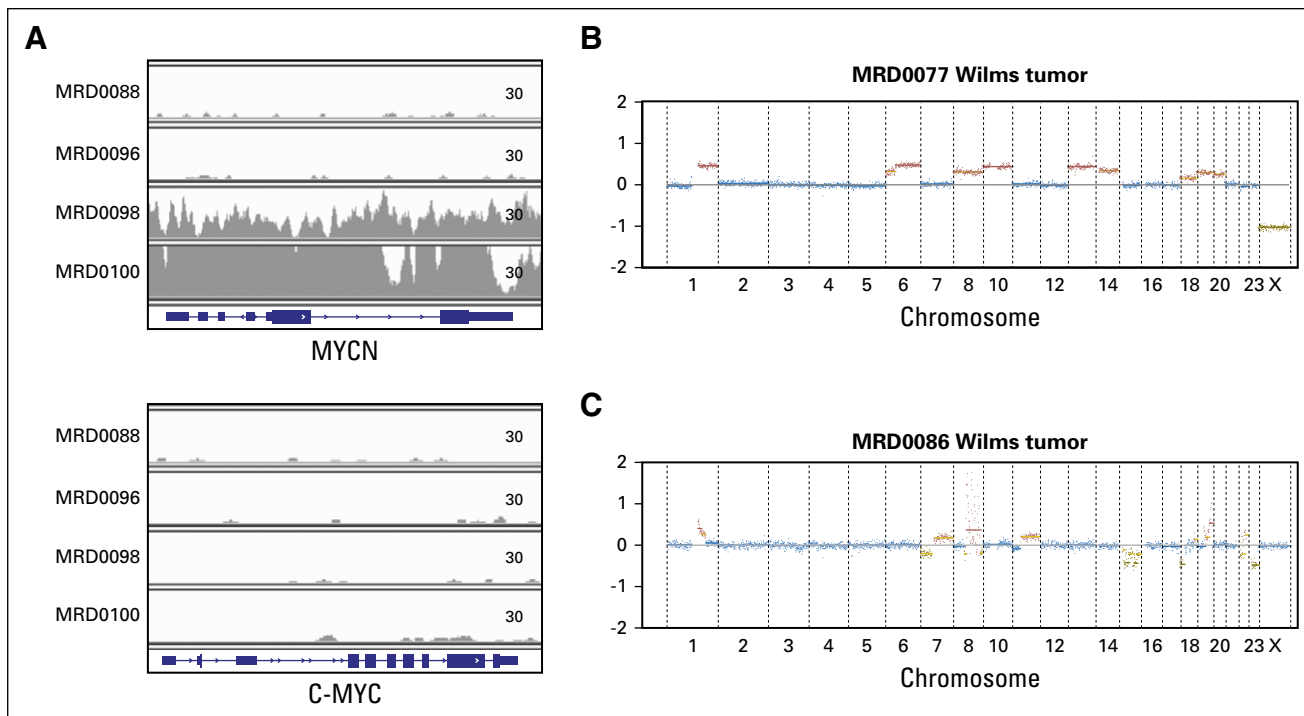 A
MRD0088
30
MRD0096
30
MRD0098
30
MRD0100
30
MYCN
MRD0088
30
MRD0096
30
MRD0098
30
MRD0100
30
C-MYC
B
MRD0077 Wilms tumor
2
1
0
-1
-2
1 2 3 4 5 6 7 8 10 12 14 16 18 20 23 X
Chromosome
C
MRD0086 Wilms tumor
2
1
0
-1
-2
1 2 3 4 5 6 7 8 10 12 14 16 18 20 23 X
Chromosome